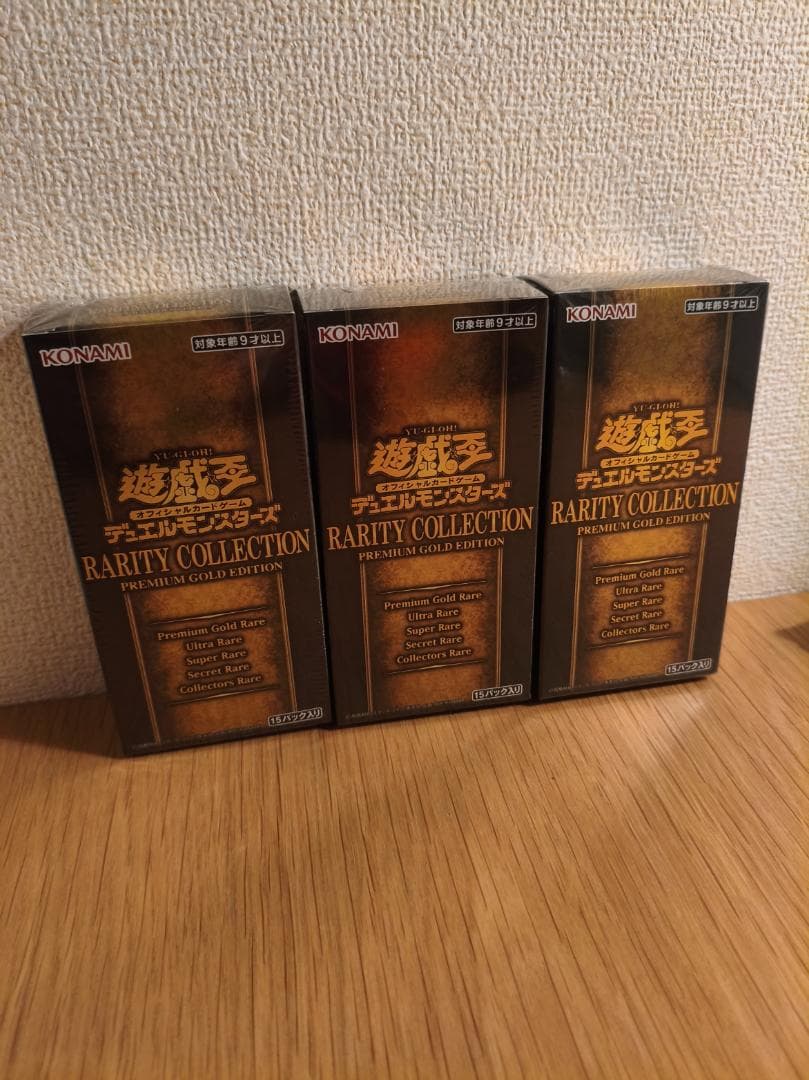 KONAMI
対象年齢9才以上
YU-GI-OH!
遊戯王
オフィシャルカードゲーム
デュエルモンスターズ
RARITY COLLECTION
PREMIUM GOLD EDITION
Premium Gold Rare
Ultra Rare
Super Rare
Secret Rare
Collectors Rare
15パック入り
KONAMI
対象年齢9才以上
YU-GI-OH!
遊戯王
オフィシャルカードゲーム
デュエルモンスターズ
RARITY COLLECTION
PREMIUM GOLD EDITION
Premium Gold Rare
Ultra Rare
Super Rare
Secret Rare
Collectors Rare
15パック入り
KONAMI
対象年齢9才以上
YU-GI-OH!
遊戯王
オフィシャルカードゲーム
デュエルモンスターズ
RARITY COLLECTION
PREMIUM GOLD EDITION
Premium Gold Rare
Ultra Rare
Super Rare
Secret Rare
Collectors Rare
15パック入り